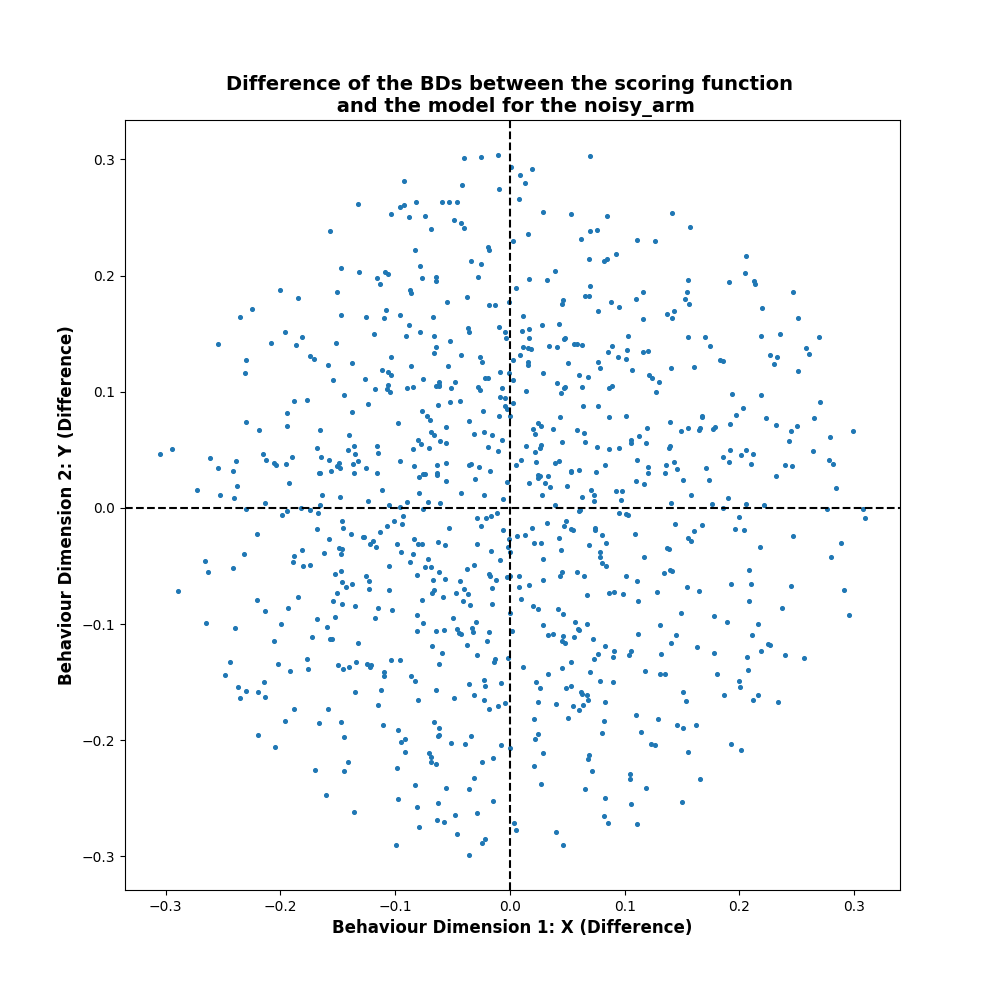 Difference of the BDs between the scoring function
and the model for the noisy_arm
0.3
0.2
0.1
0.0
−0.1
−0.2
−0.3
Behaviour Dimension 2: Y (Difference)
−0.3 −0.2 −0.1 0.0 0.1 0.2 0.3
Behaviour Dimension 1: X (Difference)